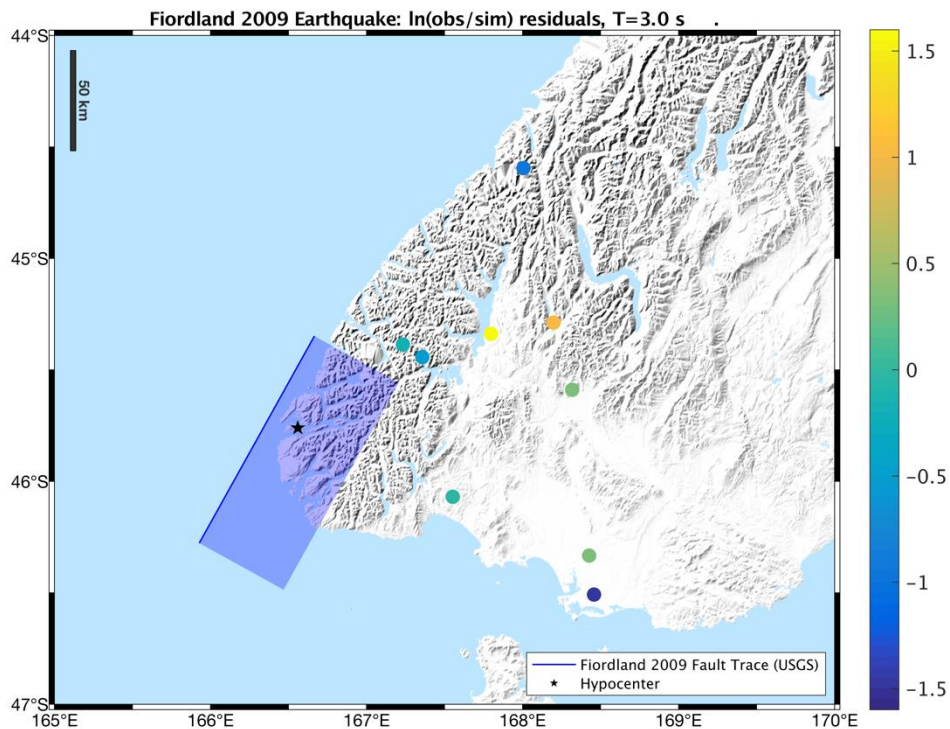 Fiordland 2009 Earthquake: ln(obs/sim) residuals, T=3.0 s .
44°S
45°S
46°S
47°S
50 km
165°E 166°E 167°E 168°E 169°E 170°E
Fiordland 2009 Fault Trace (USGS)
Hypocenter
1.5
1
0.5
0
-0.5
-1
-1.5